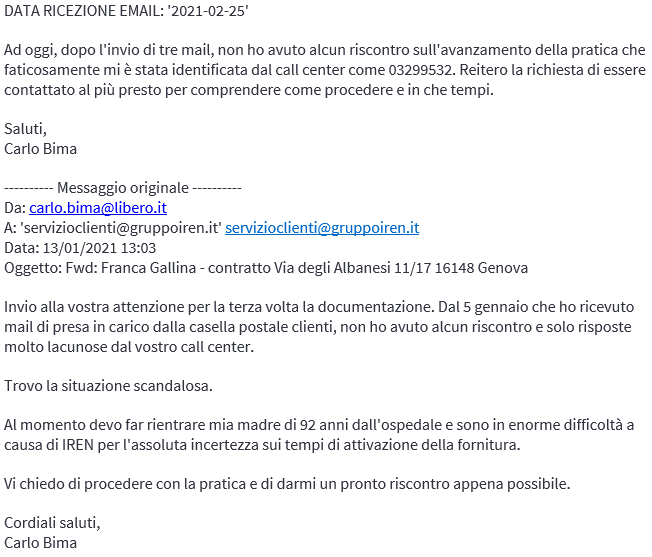 DATA RICEZIONE EMAIL: '2021-02-25'
Ad oggi, dopo l'invio di tre mail, non ho avuto alcun riscontro sull'avanzamento della pratica che
faticosamente mi è stata identificata dal call center come 03299532. Reitero la richiesta di essere
contattato al più presto per comprendere come procedere e in che tempi.
Saluti,
Carlo Bima
---------- Messaggio originale ----------
Da: carlo.bima@libero.it
A: 'servizioclienti@gruppoiren.it' servizioclienti@gruppoiren.it
Data: 13/01/2021 13:03
Oggetto: Fwd: Franca Gallina - contratto Via degli Albanesi 11/17 16148 Genova
Invio alla vostra attenzione per la terza volta la documentazione. Dal 5 gennaio che ho ricevuto
mail di presa in carico dalla casella postale clienti, non ho avuto alcun riscontro e solo risposte
molto lacunose dal vostro call center.
Trovo la situazione scandalosa.
Al momento devo far rientrare mia madre di 92 anni dall'ospedale e sono in enorme difficoltà a
causa di IREN per l'assoluta incertezza sui tempi di attivazione della fornitura.
Vi chiedo di procedere con la pratica e di darmi un pronto riscontro appena possibile.
Cordiali saluti,
Carlo Bima